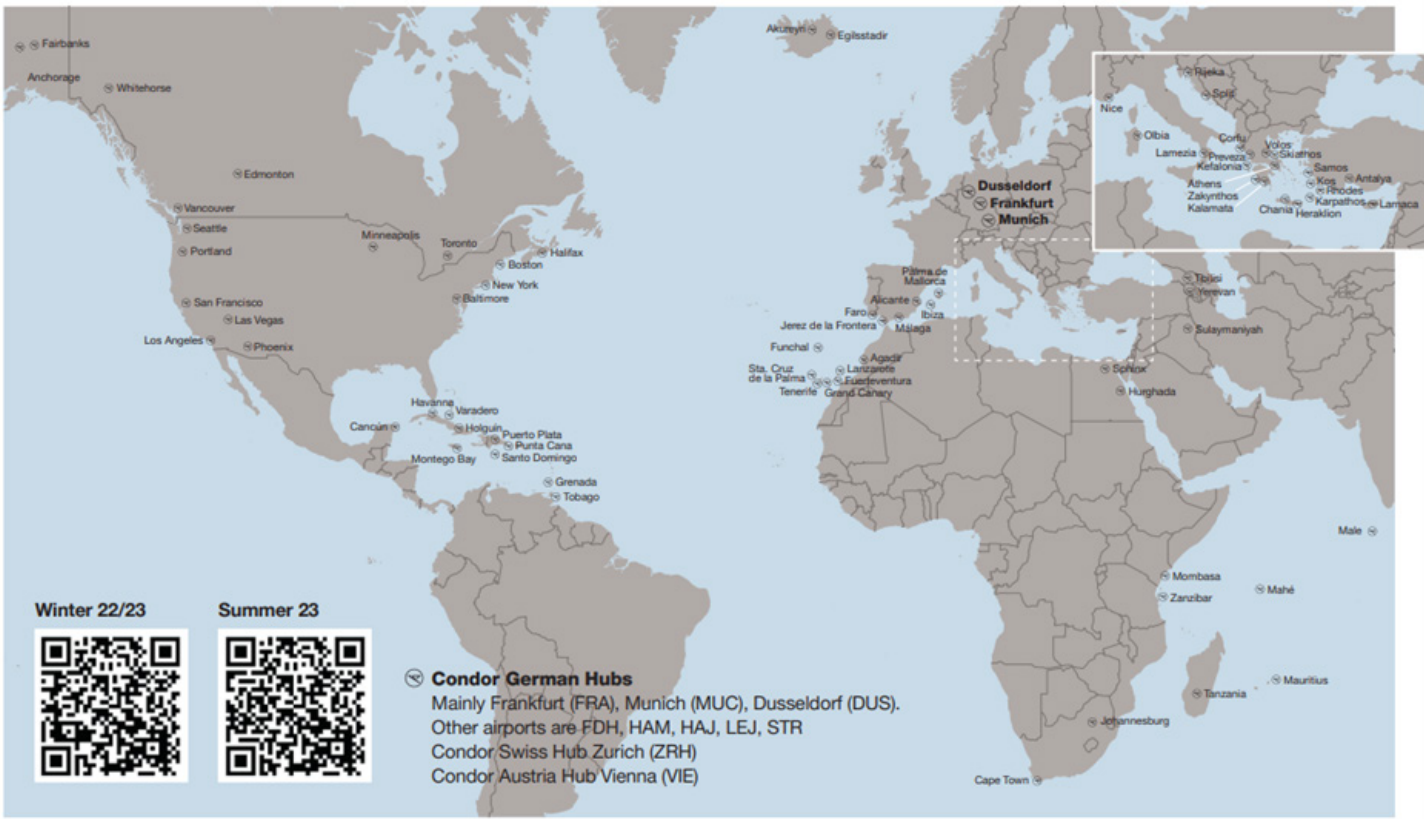 Akureyri
Egilsstadir
Fairbanks
Anchorage
Whitehorse
Edmonton
Vancouver
Seattle
Portland
Minneapolis
Toronto
Halifax
Boston
New York
Baltimore
San Francisco
Las Vegas
Los Angeles
Phoenix
Havanna
Varadero
Cancún
Holguín
Puerto Plata
Punta Cana
Montego Bay
Santo Domingo
Grenada
Tobago
Dusseldorf
Frankfurt
Munich
Palma de
Mallorca
Alicante
Ibiza
Faro
Jerez de la Frontera
Málaga
Funchal
Agadir
Sta. Cruz
de la Palma
Lanzarote
Fuerteventura
Tenerife
Grand Canary
Rijeka
Split
Nice
Olbia
Corfu
Volos
Lamezia
Preveza
Skiathos
Kefalonia
Samos
Athens
Kos
Antalya
Zakynthos
Rhodes
Kalamata
Karpathos
Larnaca
Chania
Heraklion
Tbilisi
Yerevan
Sulaymaniyah
Sphinx
Hurghada
Male
Mombasa
Zanzibar
Mahé
Mauritius
Tanzania
Johannesburg
Cape Town
Winter 22/23
Summer 23
Condor German Hubs
Mainly Frankfurt (FRA), Munich (MUC), Dusseldorf (DUS).
Other airports are FDH, HAM, HAJ, LEJ, STR
Condor Swiss Hub Zurich (ZRH)
Condor Austria Hub Vienna (VIE)